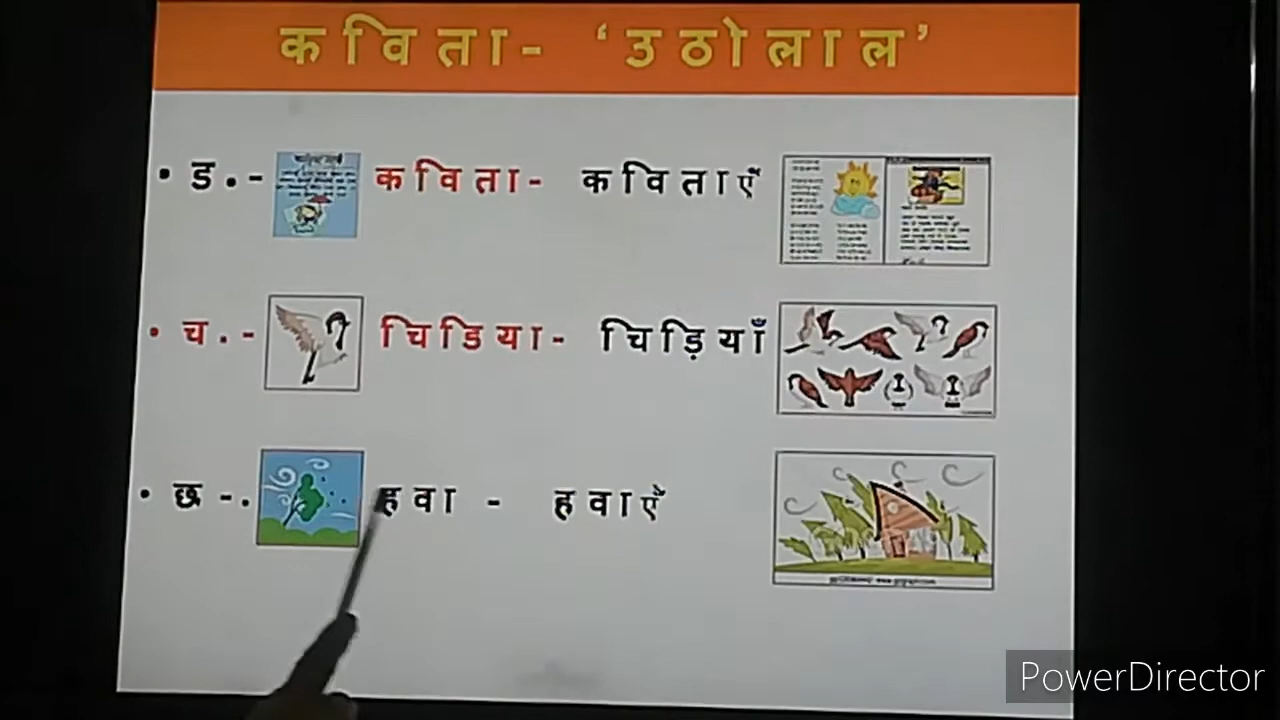 कविता- ‘उठोलाल’
• ड.- कविता- कविताएँ
• च.- चिडिया- चिड़ियाँ
• छ -. हवा - हवाएँ
PowerDirector